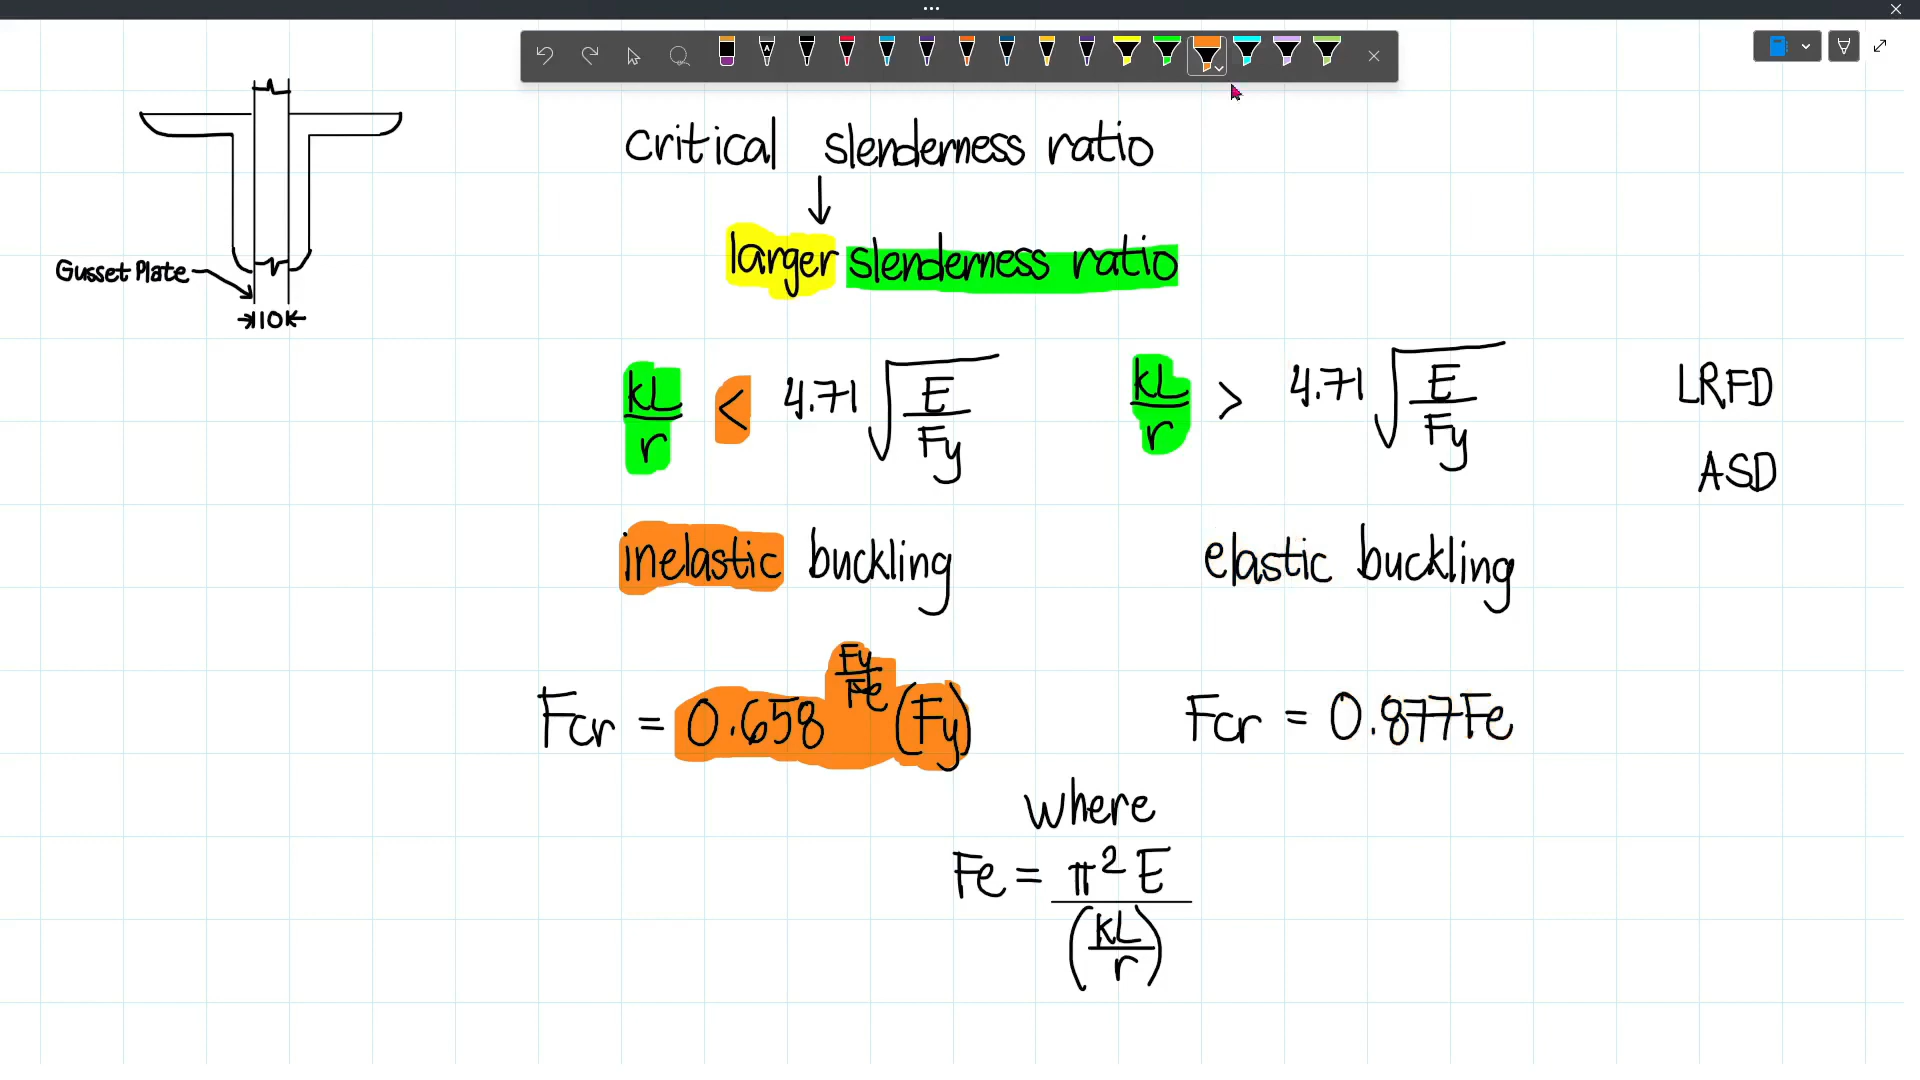 critical slenderness ratio
↓
larger slenderness ratio
Gusset Plate
10
kL/r < 4.71 √(E/Fy)
kL/r > 4.71 √(E/Fy)
LRFD
ASD
inelastic buckling
elastic buckling
Fcr = 0.658^(Fy/Fe) (Fy)
Fcr = 0.877Fe
where
Fe = π² E / (kL/r)